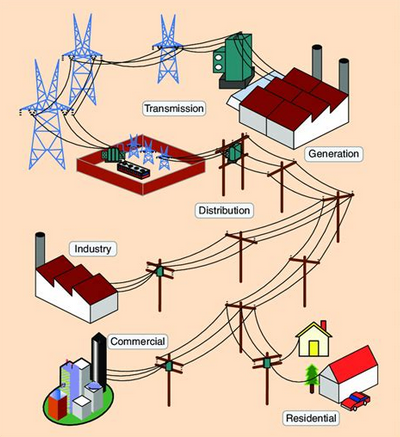 Transmission
Generation
Distribution
Industry
Commercial
Residential